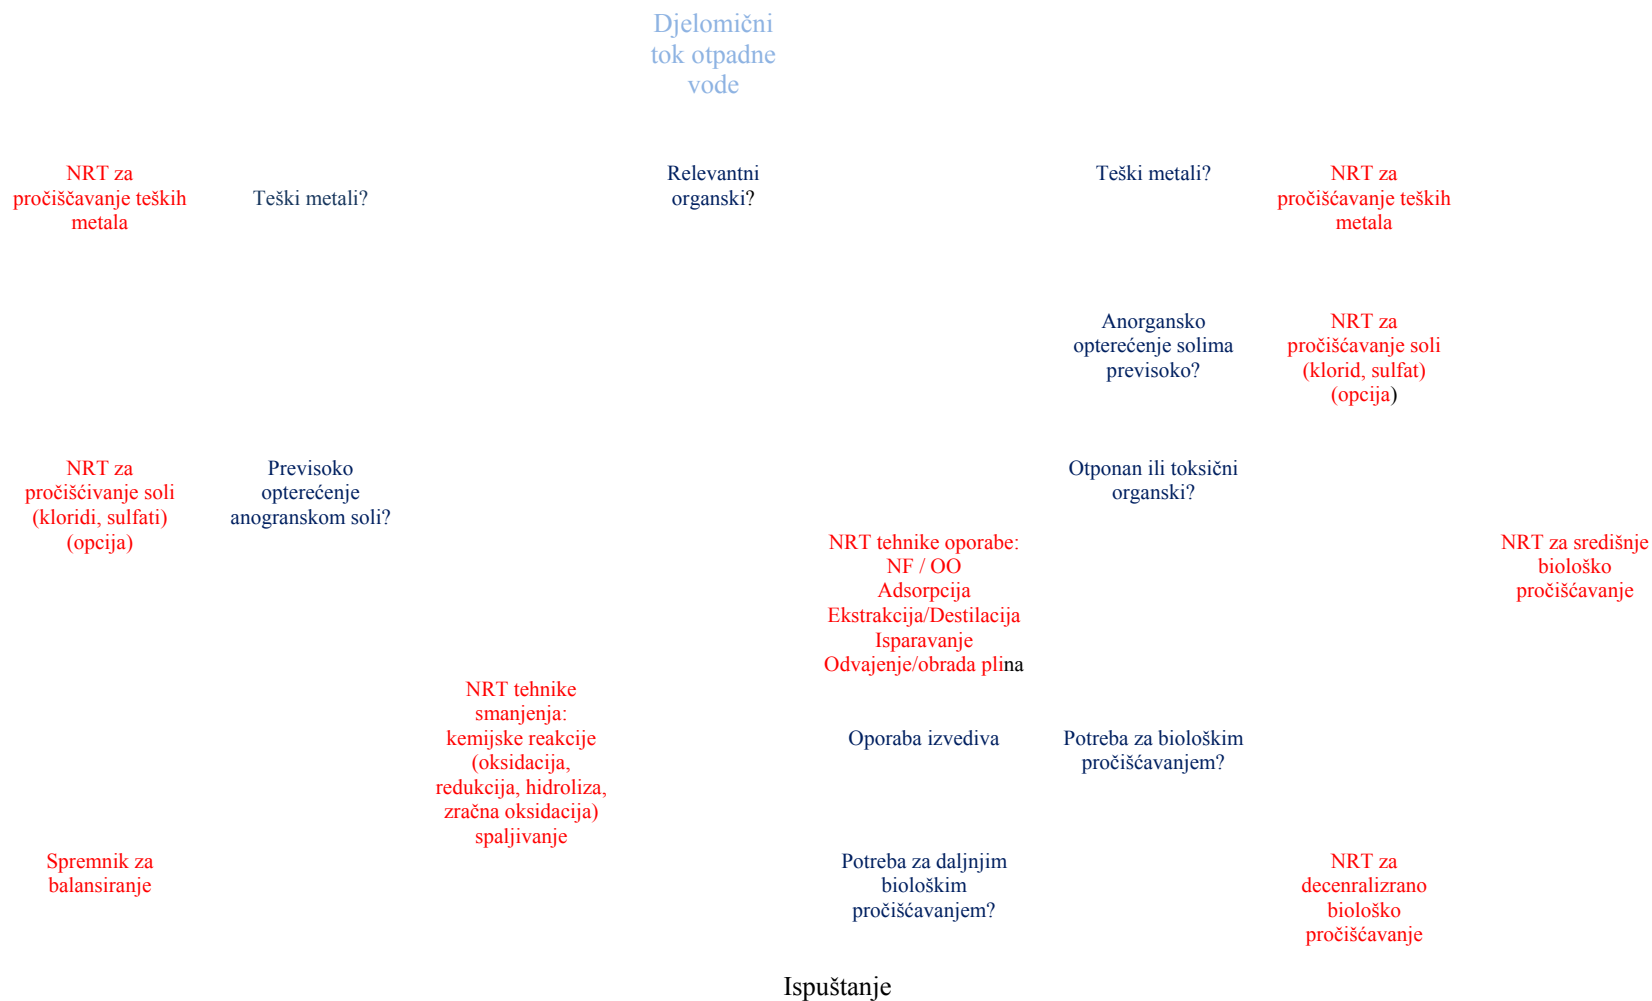 Djelomični
tok otpadne
vode
NRT za
pročiščavanje teških
metala
Teški metali?
Relevantni
organski?
Teški metali?
NRT za
pročišćavanje teških
metala
Anorgansko
opterećenje solima
previsoko?
NRT za
pročišćavanje soli
(klorid, sulfat)
(opcija)
NRT za
pročišćivanje soli
(kloridi, sulfati)
(opcija)
Previsoko
opterećenje
anogranskom soli?
Otponan ili toksični
organski?
NRT tehnike oporabe:
NF / OO
Adsorpcija
Ekstrakcija/Destilacija
Isparavanje
Odvajenje/obrada plina
NRT za središnje
biološko
pročišćavanje
NRT tehnike
smanjenja:
kemijske reakcije
(oksidacija,
redukcija, hidroliza,
zračna oksidacija)
spaljivanje
Oporaba izvediva
Potreba za biološkim
pročišćavanjem?
Spremnik za
balansiranje
Potreba za daljnjim
biološkim
pročišćavanjem?
NRT za
decenralizrano
biološko
pročišćavanje
Ispuštanje